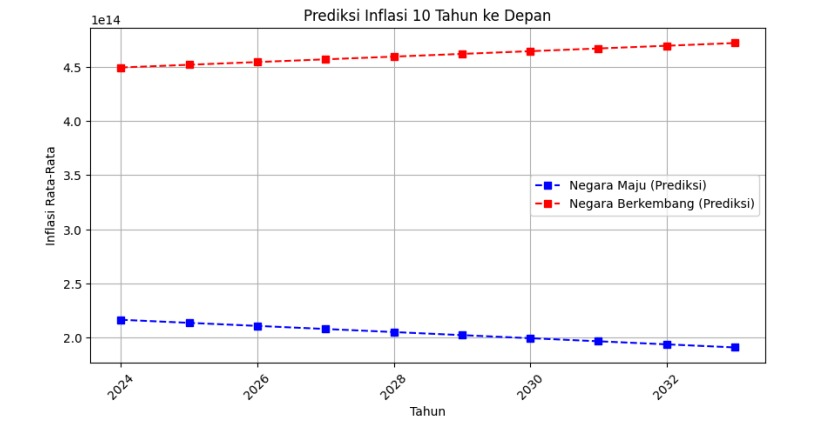 Prediksi Inflasi 10 Tahun ke Depan
1e14
4.5
4.0
3.5
3.0
2.5
2.0
Inflasi Rata-Rata
Negara Maju (Prediksi)
Negara Berkembang (Prediksi)
2024
2026
2028
2030
2032
Tahun